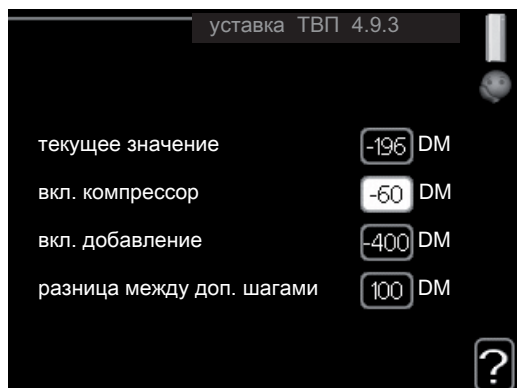 уставка ТВП 4.9.3
текущее значение -196 DM
вкл. компрессор -60 DM
вкл. добавление -400 DM
разница между доп. шагами 100 DM
?